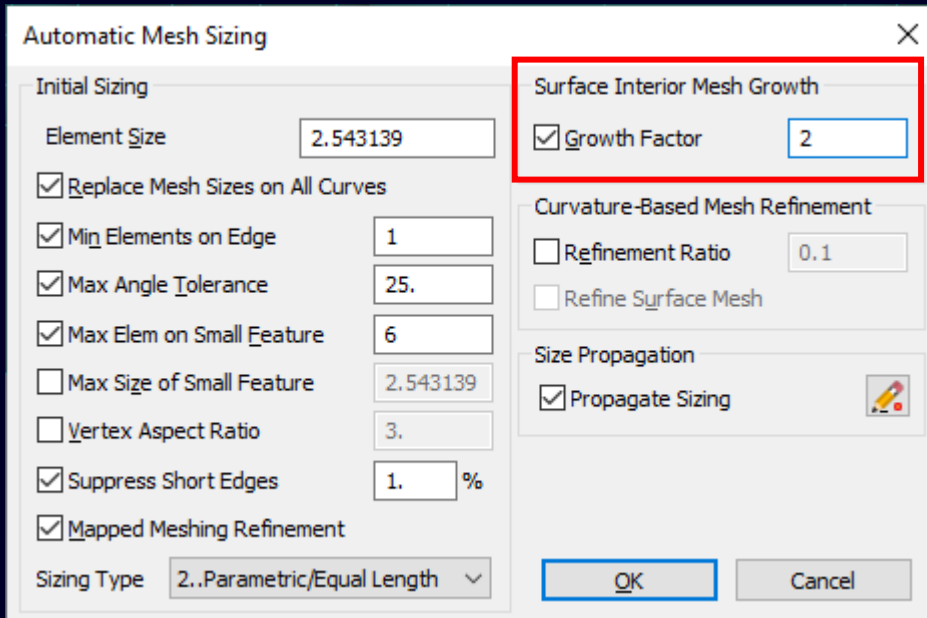 Automatic Mesh Sizing
Initial Sizing
Element Size 2.543139
Replace Mesh Sizes on All Curves
Min Elements on Edge 1
Max Angle Tolerance 25.
Max Elem on Small Feature 6
Max Size of Small Feature 2.543139
Vertex Aspect Ratio 3.
Suppress Short Edges 1. %
Mapped Meshing Refinement
Sizing Type 2..Parametric/Equal Length
Surface Interior Mesh Growth
Growth Factor 2
Curvature-Based Mesh Refinement
Refinement Ratio 0.1
Refine Surface Mesh
Size Propagation
Propagate Sizing
OK Cancel